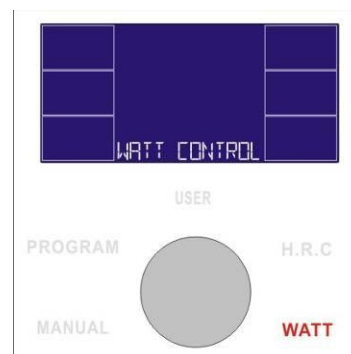 WATT CONTROL
USER
PROGRAM
H.R.C
MANUAL
WATT